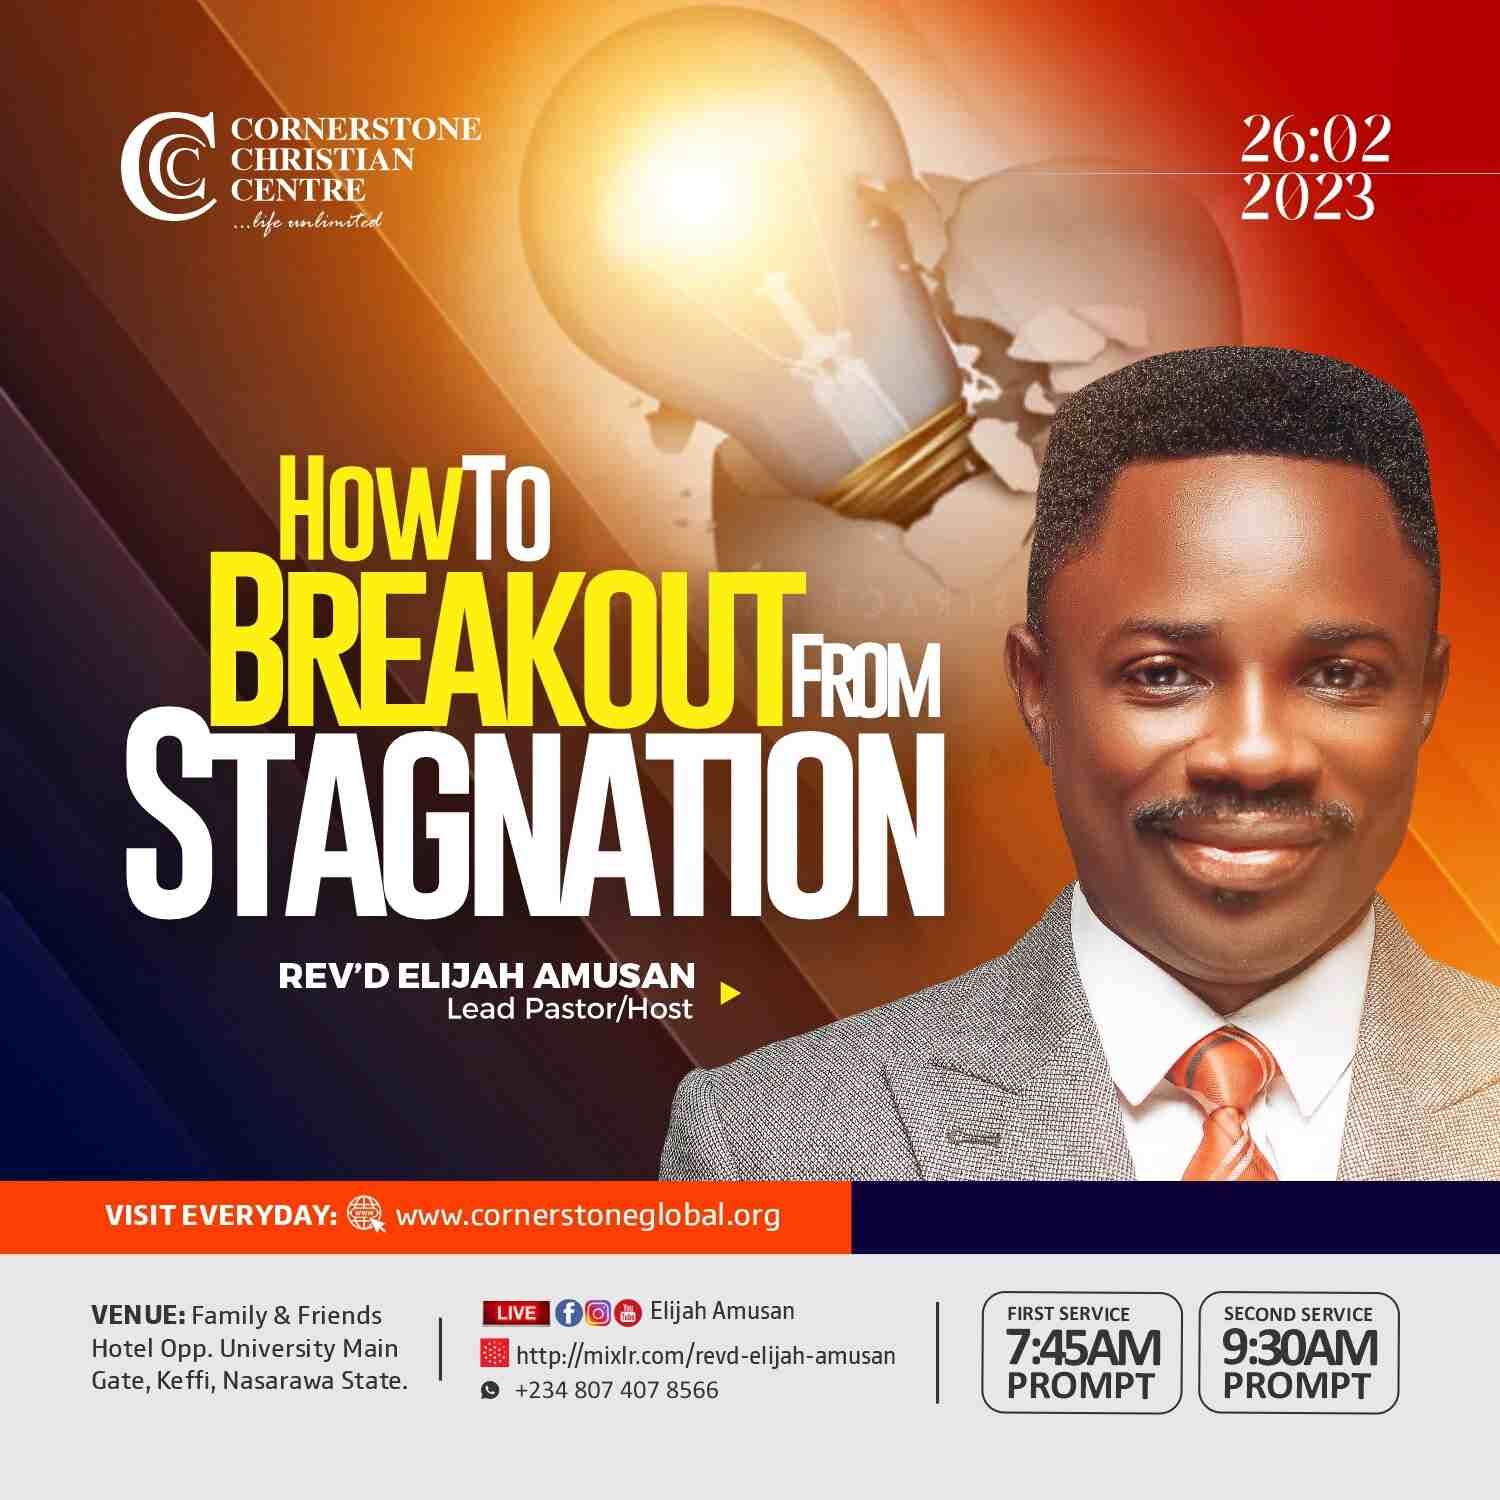 CORNERSTONE
CHRISTIAN
CENTRE
...life unlimited
26:02
2023
HOWTO
BREAKOUT FROM
STAGNATION
REV'D ELIJAH AMUSAN
Lead Pastor/Host
VISIT EVERYDAY: www.cornerstoneglobal.org
VENUE: Family & Friends
Hotel Opp. University Main
Gate, Keffi, Nasarawa State.
LIVE Elijah Amusan
http://mixlr.com/revd-elijah-amusan
+234 807 407 8566
FIRST SERVICE
7:45AM
PROMPT
SECOND SERVICE
9:30AM
PROMPT